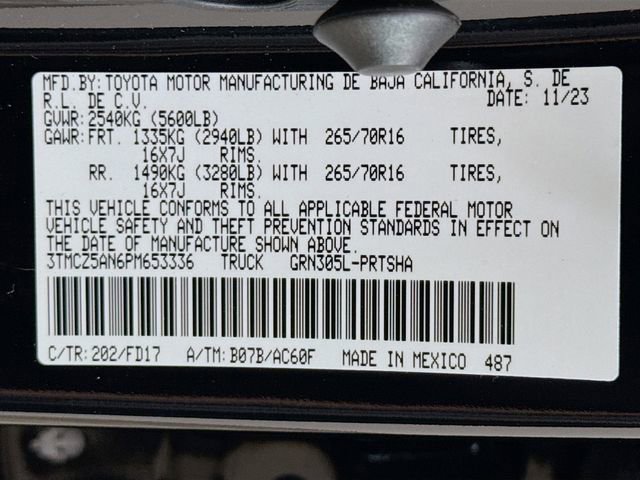 MFD.BY:TOYOTA MOTOR MANUFACTURING DE BAJA CALIFORNIA, S. DE
R.L. DE C.V. DATE: 11/23
GVWR:2540KG (5600LB)
GAWR:FRT. 1335KG (2940LB) WITH 265/70R16 TIRES,
16X7J RIMS.
RR. 1490KG (3280LB) WITH 265/70R16 TIRES,
16X7J RIMS.
THIS VEHICLE CONFORMS TO ALL APPLICABLE FEDERAL MOTOR
VEHICLE SAFETY AND THEFT PREVENTION STANDARDS IN EFFECT ON
THE DATE OF MANUFACTURE SHOWN ABOVE.
3TMCZ5AN6PM653336 TRUCK GRN305L-PRTSHA
C/TR:202/FD17 A/TM:B07B/AC60F MADE IN MEXICO 487